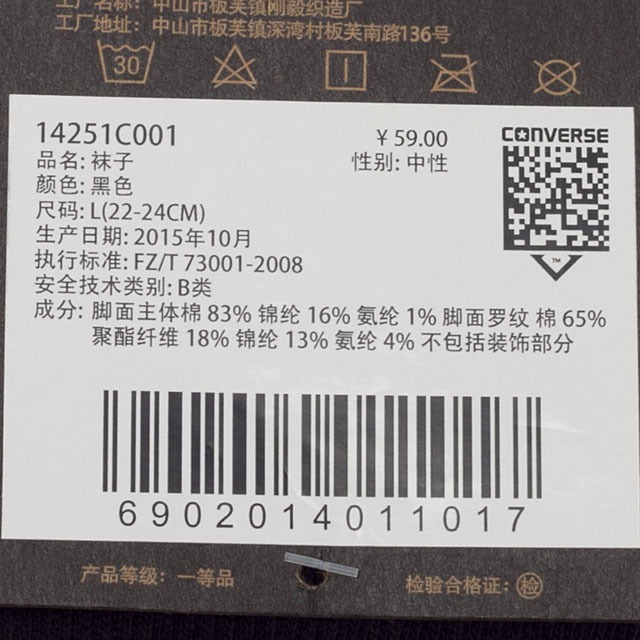 工厂名称: 中山市板芙镇刚毅织造厂
工厂地址: 中山市板芙镇深湾村板芙南路136号
30
14251C001
¥ 59.00
CONVERSE
品名: 袜子
性别: 中性
颜色: 黑色
尺码: L(22-24CM)
生产日期: 2015年10月
TM
执行标准: FZ/T 73001-2008
安全技术类别: B类
成分: 脚面主体棉 83% 锦纶 16% 氨纶 1% 脚面罗纹 棉 65%
聚酯纤维 18% 锦纶 13% 氨纶 4% 不包括装饰部分
6902014011017
产品等级: 一等品
检验合格证: 检